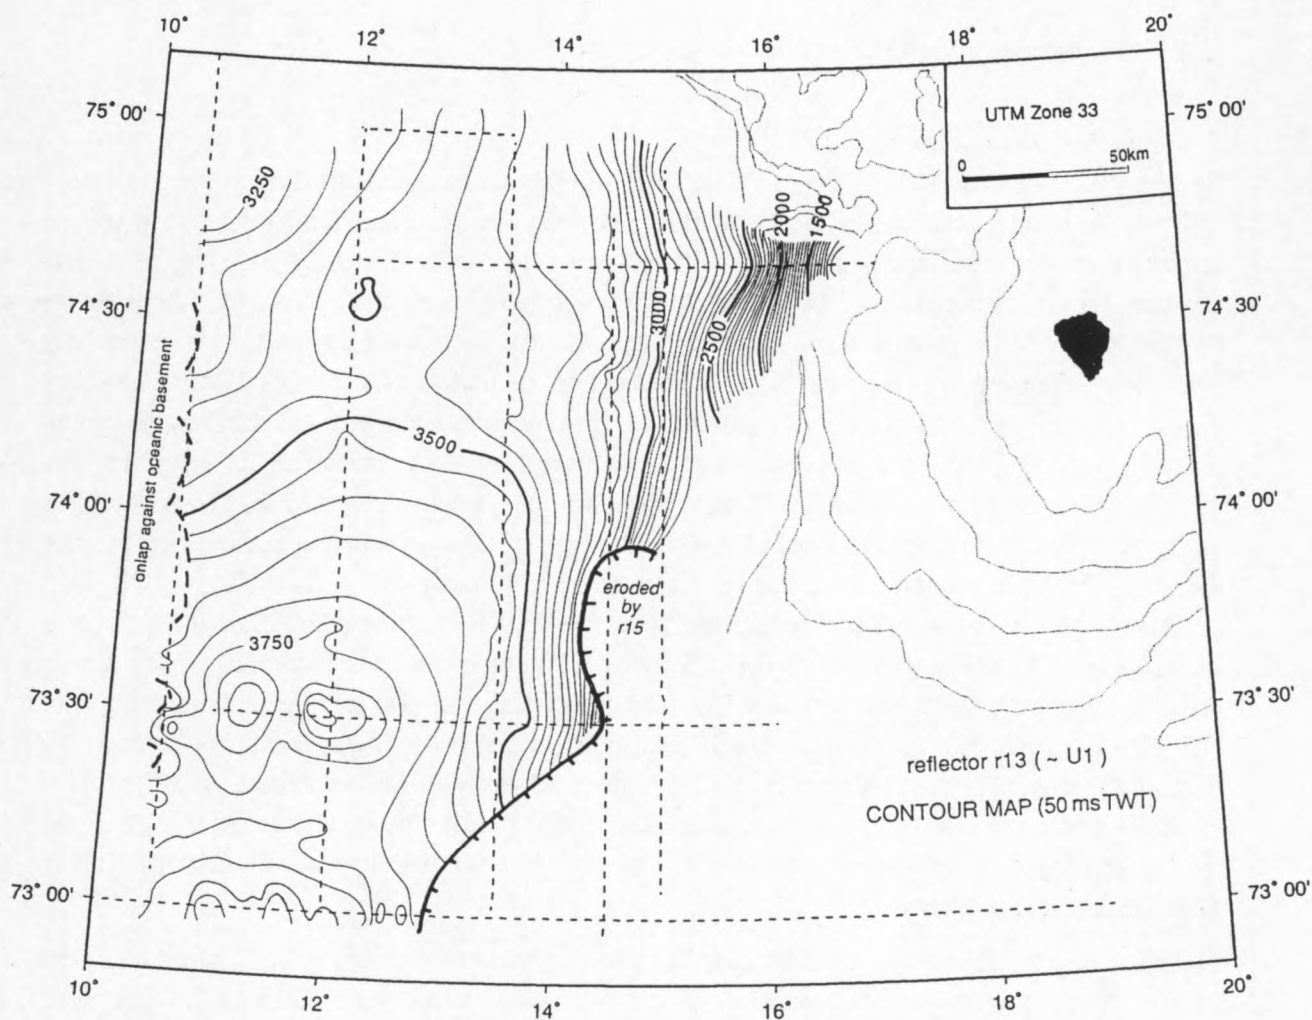 10° 12° 14° 16° 18° 20°
75° 00' 75° 00'
UTM Zone 33
0 50km
3250
2000
1500
74° 30' 74° 30'
3000
2500
onlap against oceanic basement
3500
74° 00' 74° 00'
eroded
by
r15
3750
73° 30' 73° 30'
reflector r13 ( ~ U1 )
CONTOUR MAP (50 ms TWT)
73° 00' 73° 00'
10° 12° 14° 16° 18° 20°